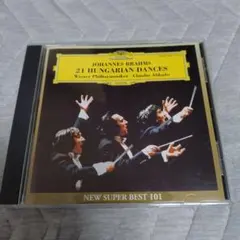 JOHANNES BRAHMS
21 HUNGARIAN DANCES
Wiener Philharmoniker · Claudio Abbado
NEW SUPER BEST 101